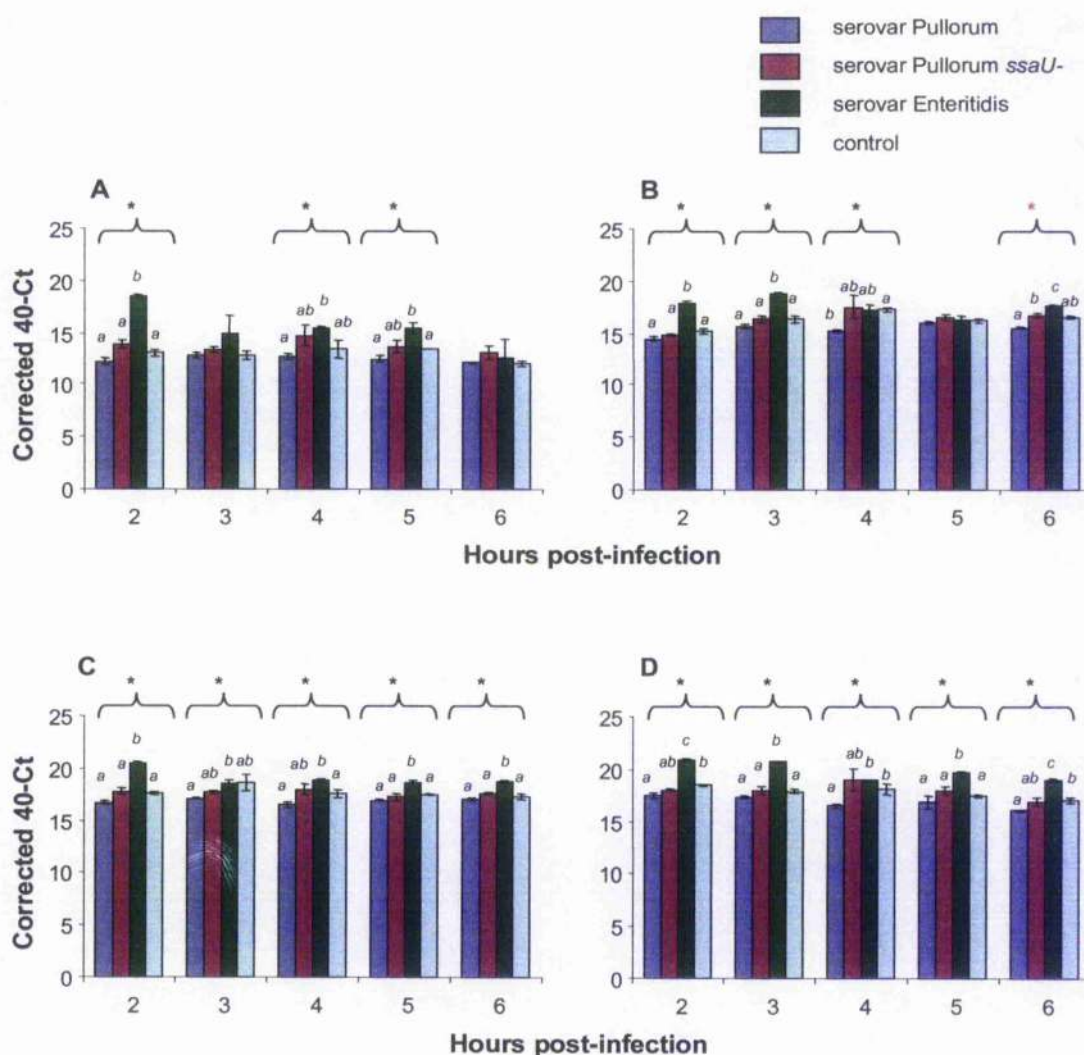 serovar Pullorum
serovar Pullorum ssaU-
serovar Enteritidis
control
A
* * *
25
20
15
10
5
0
a a b a
ab b ab a
a ab b a
2 3 4 5 6
B
* * * *
25
20
15
10
5
0
a a b a
a a b a
b ab ab a
a b c ab
2 3 4 5 6
Corrected 40-Ct
Hours post-infection
C
* * * * *
25
20
15
10
5
0
a a b a
a ab b ab
a ab b a
a a b a
a a b a
2 3 4 5 6
D
* * * * *
25
20
15
10
5
0
a ab c b
a a b a
a ab b b
a a b a
a ab c b
2 3 4 5 6
Corrected 40-Ct
Hours post-infection